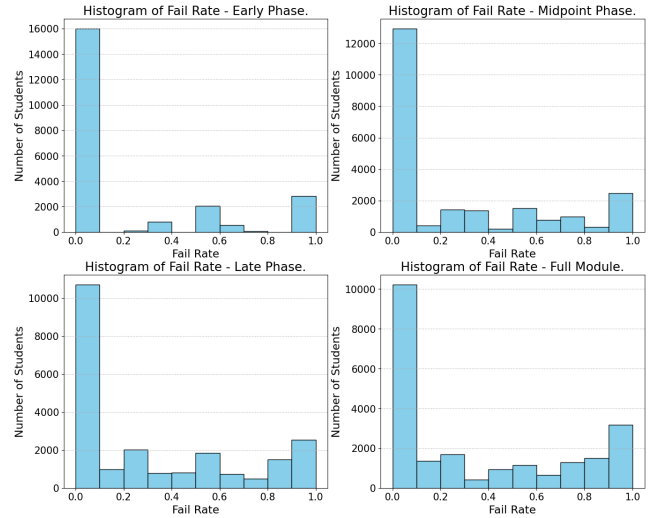 Histogram of Fail Rate - Early Phase.
Number of Students
16000
14000
12000
10000
8000
6000
4000
2000
0
0.0 0.2 0.4 0.6 0.8 1.0
Fail Rate
Histogram of Fail Rate - Midpoint Phase.
Number of Students
12000
10000
8000
6000
4000
2000
0
0.0 0.2 0.4 0.6 0.8 1.0
Fail Rate
Histogram of Fail Rate - Late Phase.
Number of Students
10000
8000
6000
4000
2000
0
0.0 0.2 0.4 0.6 0.8 1.0
Fail Rate
Histogram of Fail Rate - Full Module.
Number of Students
10000
8000
6000
4000
2000
0
0.0 0.2 0.4 0.6 0.8 1.0
Fail Rate